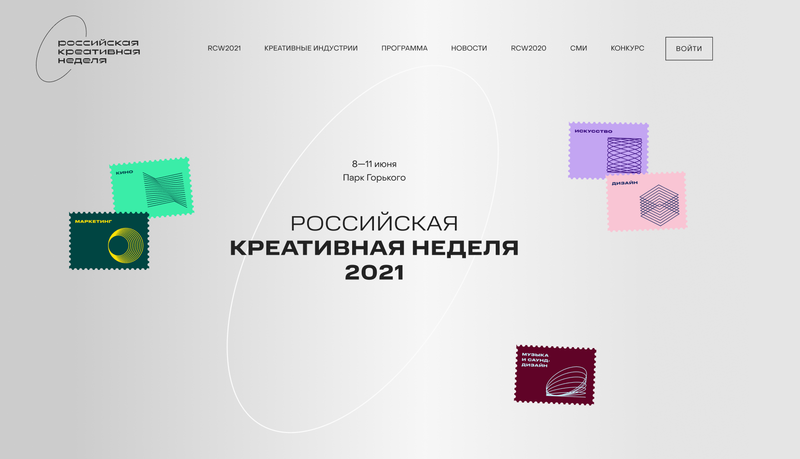 российская
креативная
неделя
RCW2021 КРЕАТИВНЫЕ ИНДУСТРИИ ПРОГРАММА НОВОСТИ RCW2020 СМИ КОНКУРС ВОЙТИ
8—11 июня
Парк Горького
РОССИЙСКАЯ
КРЕАТИВНАЯ НЕДЕЛЯ
2021
КИНО
МАРКЕТИНГ
ИСКУССТВО
ДИЗАЙН
МУЗЫКА
И САУНД-
ДИЗАЙН